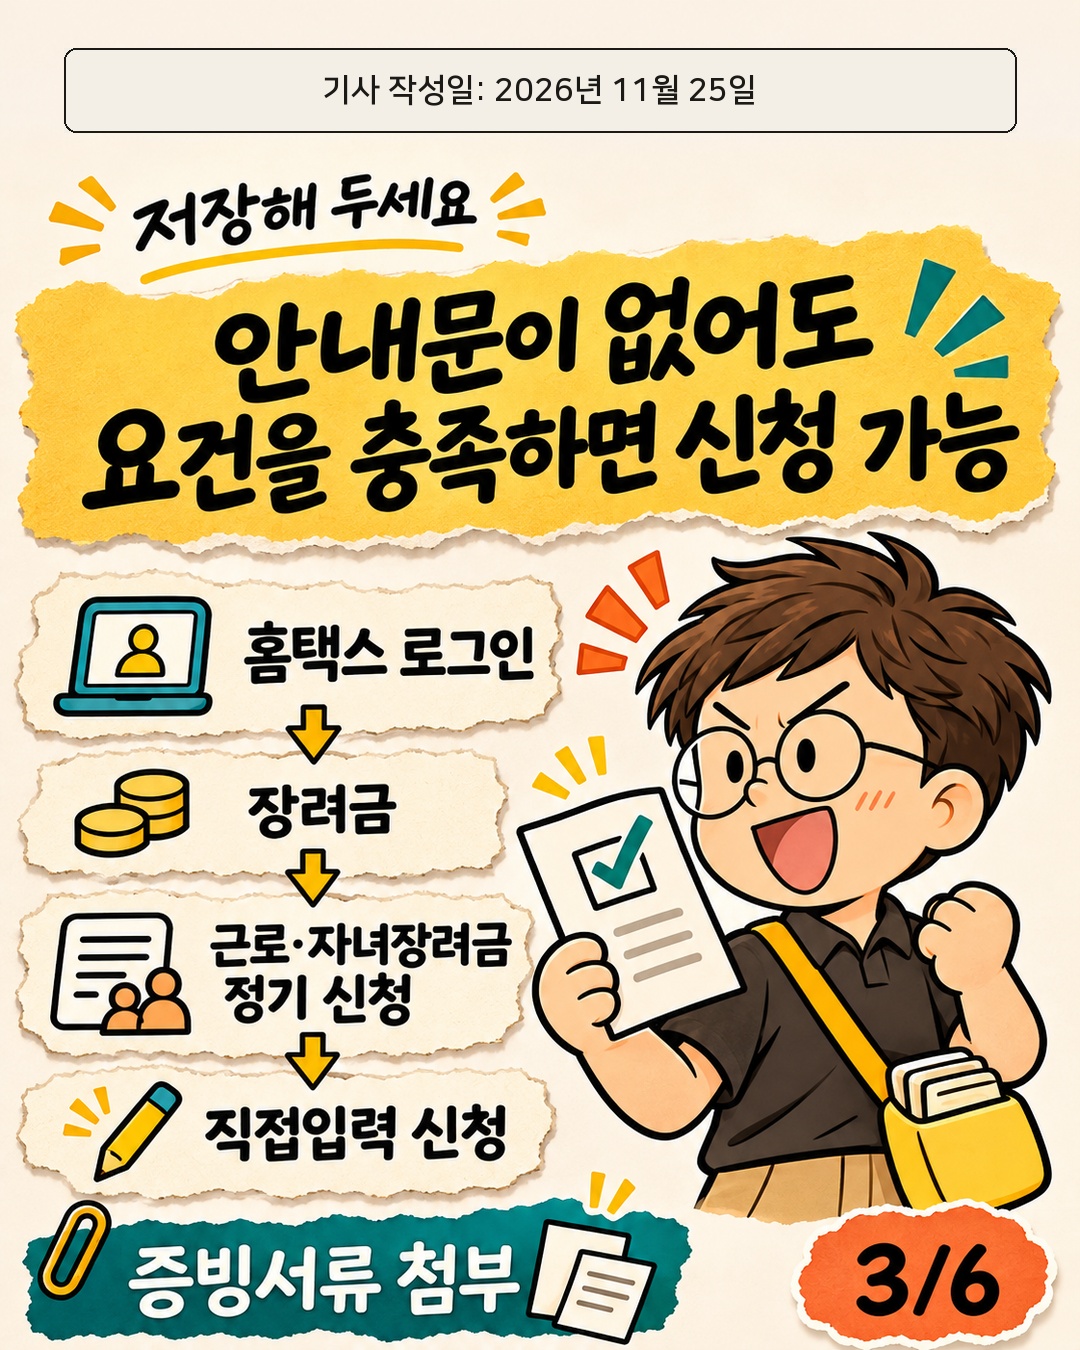 기사 작성일: 2026년 11월 25일
저장해 두세요
안내문이 없어도
요건을 충족하면 신청 가능
홈택스 로그인
장려금
근로·자녀장려금
정기 신청
직접입력 신청
증빙서류 첨부
3/6